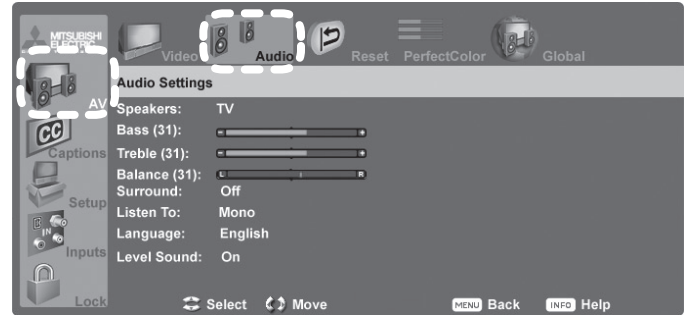 MITSUBISHI
ELECTRIC
Video Audio Reset PerfectColor Global
AV
Audio Settings
Speakers: TV
CC
Captions
Bass (31): - +
Treble (31): - +
Balance (31): L R
Surround: Off
Setup
Listen To: Mono
Language: English
IN
Inputs
Level Sound: On
Lock
Select Move MENU Back INFO Help